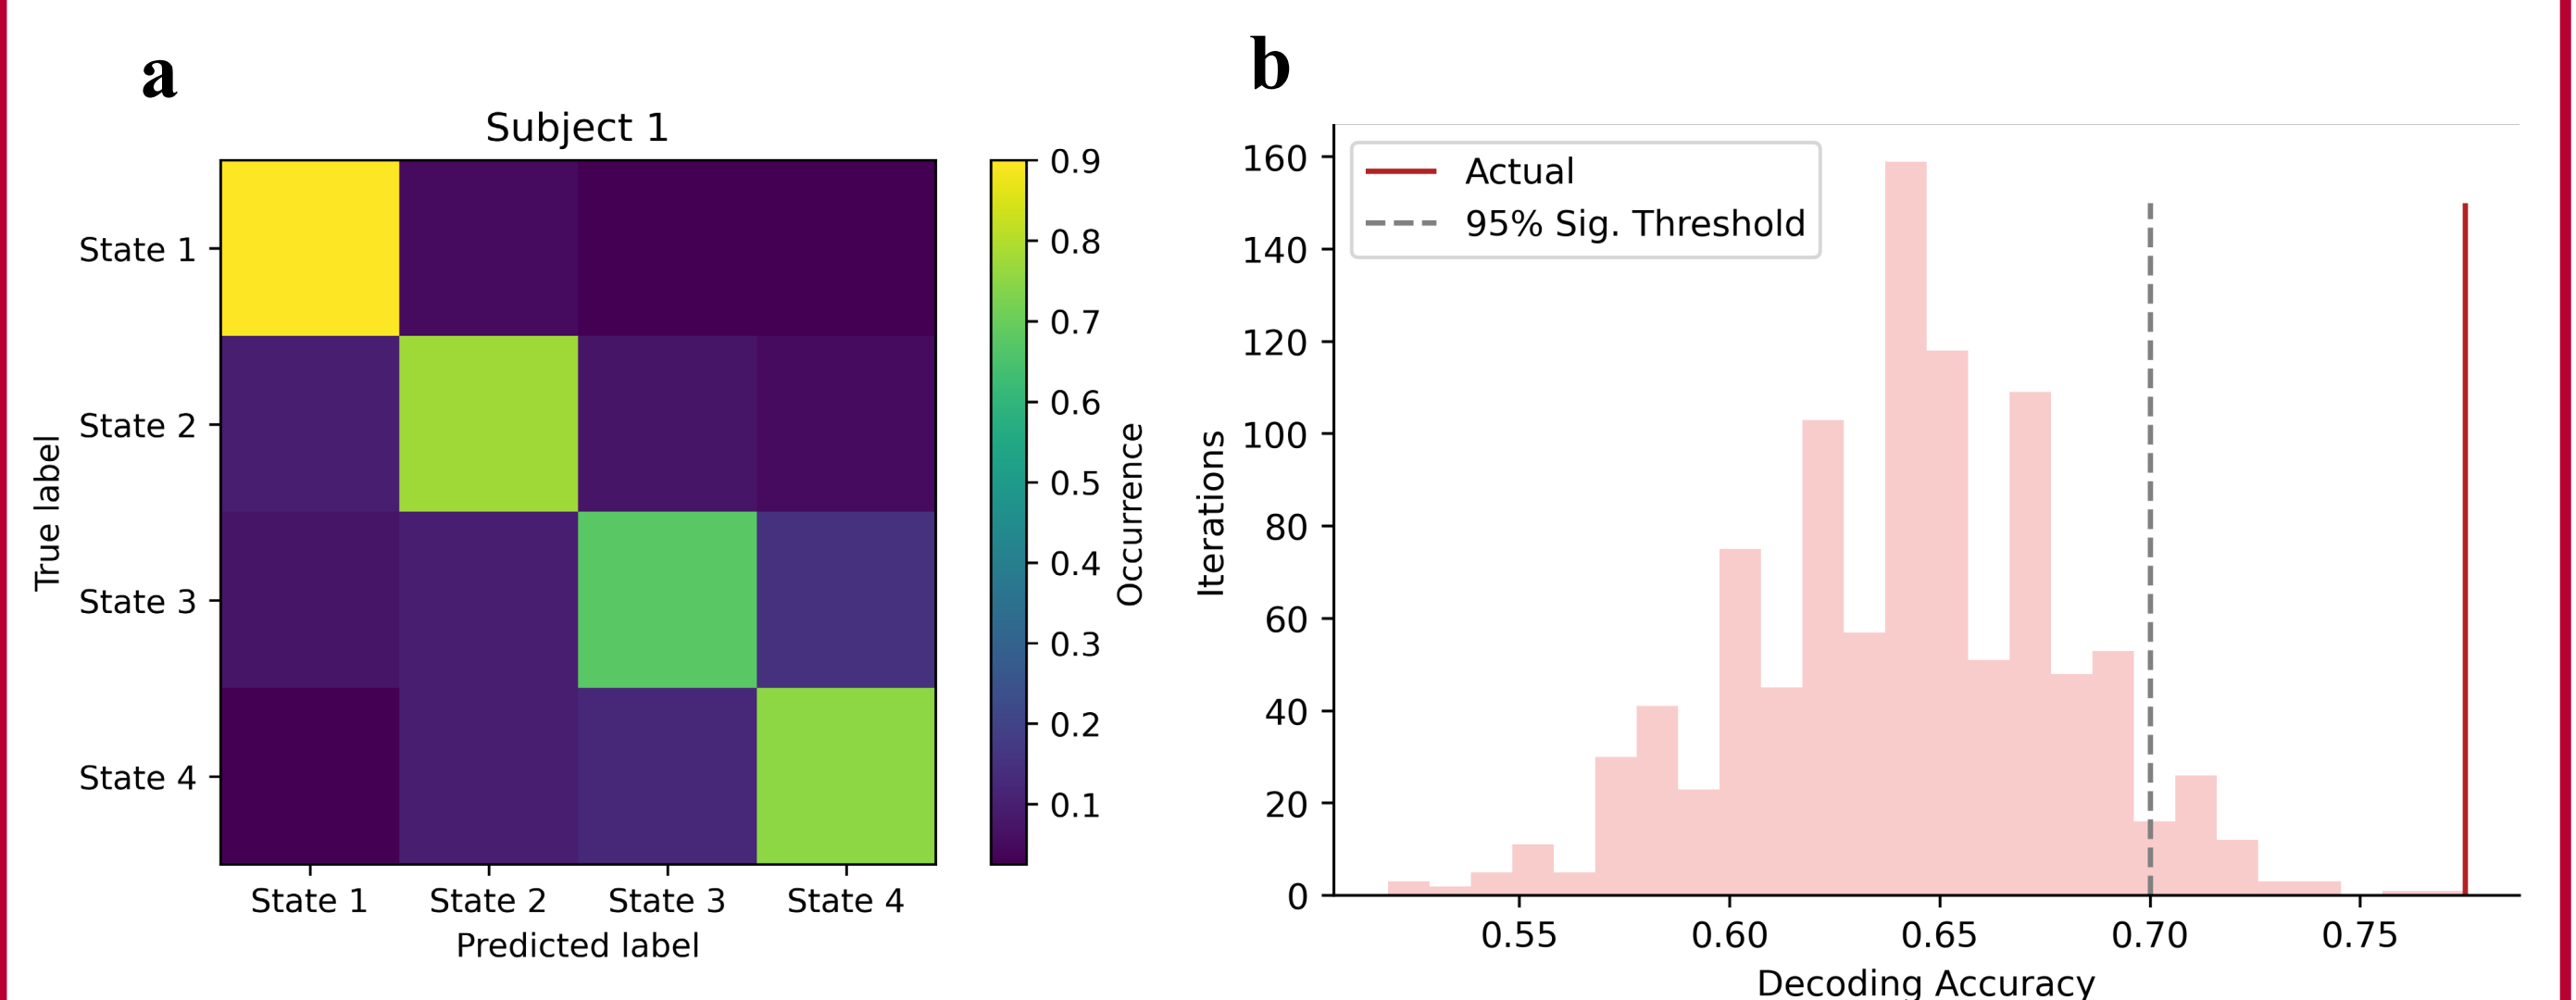 a
Subject 1
True label
State 1
State 2
State 3
State 4
State 1 State 2 State 3 State 4
Predicted label
0.9
0.8
0.7
0.6
0.5
0.4
0.3
0.2
0.1
Occurrence
b
Actual
95% Sig. Threshold
Iterations
160
140
120
100
80
60
40
20
0
0.55 0.60 0.65 0.70 0.75
Decoding Accuracy